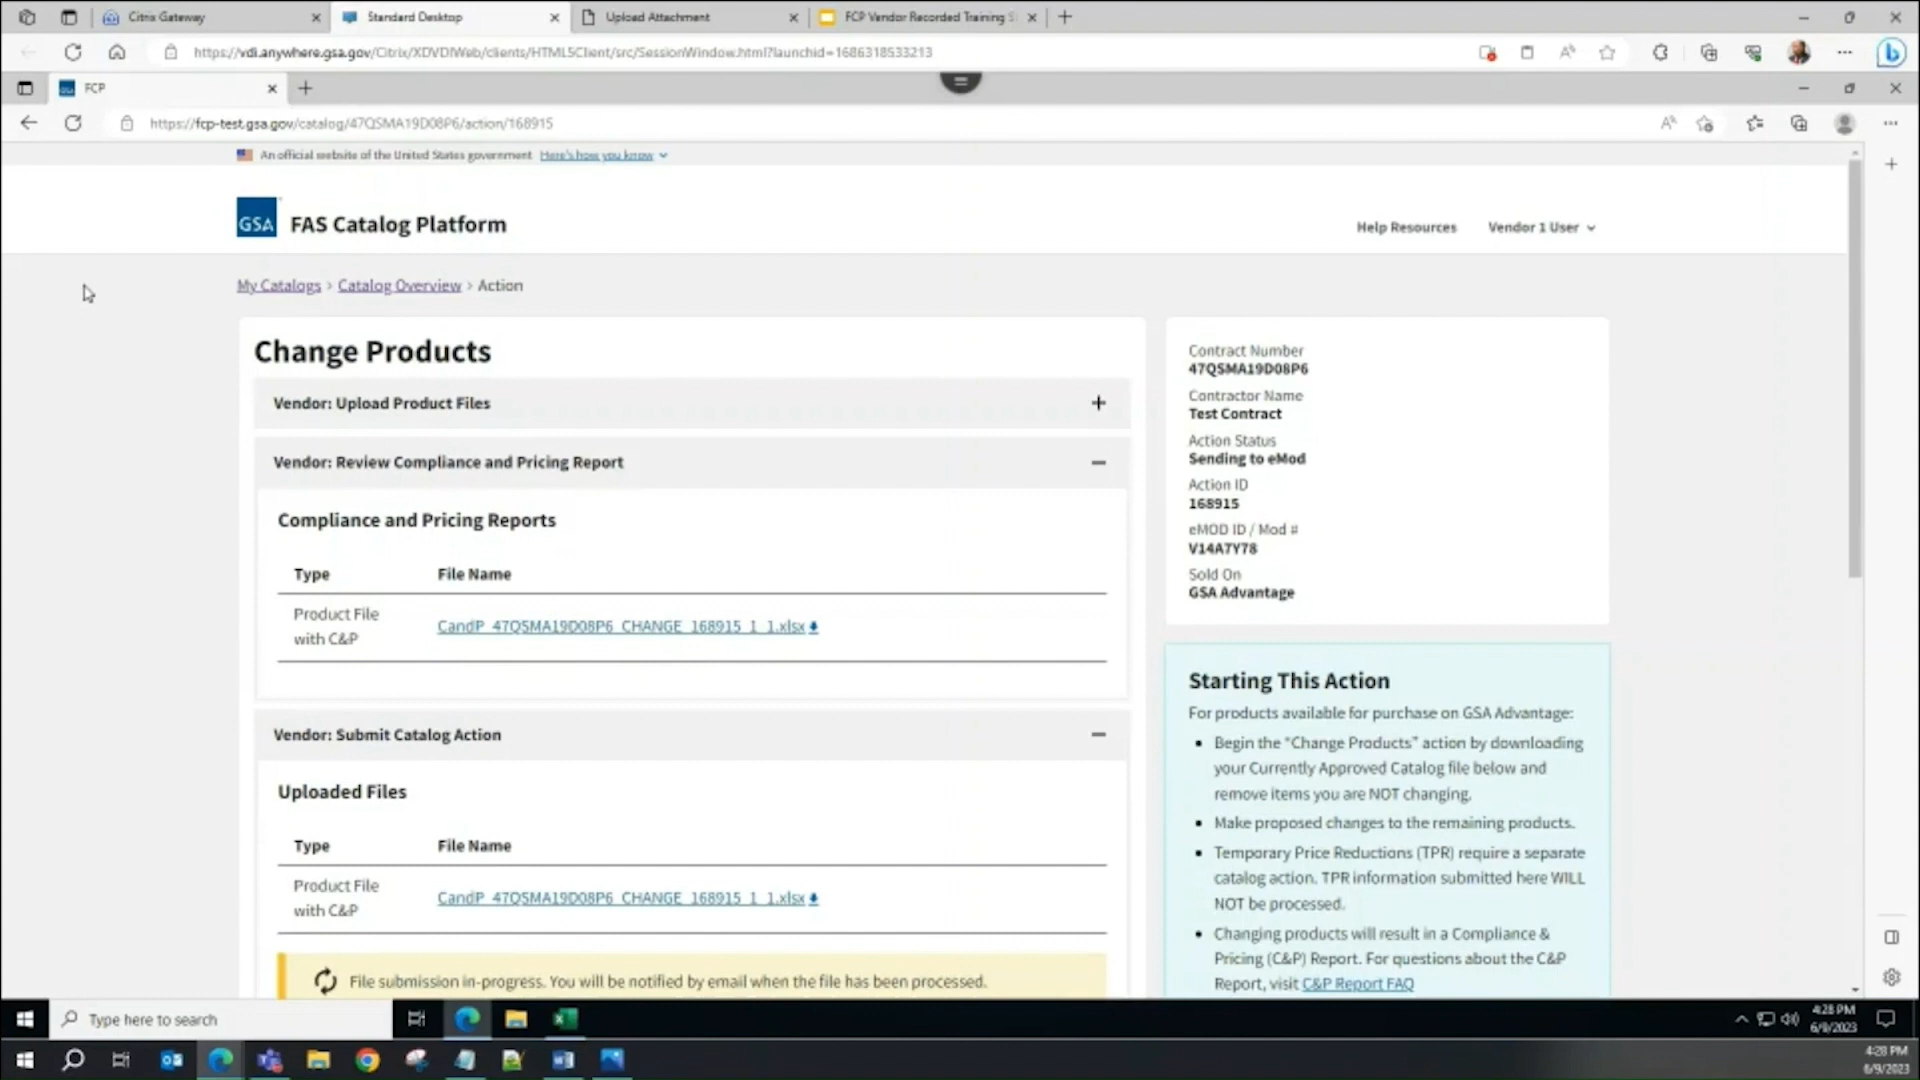 Citrix Gateway
Standard Desktop
Upload Attachment
FCP Vendor Recorded Training S
https://vdi.anywhere.gsa.gov/Citrix/XDVDIWeb/clients/HTML5Client/src/SessionWindow.html?launchid=1686318533213
FCP
https://fcp-test.gsa.gov/catalog/47QSMA19D08P6/action/168915
An official website of the United States government Here's how you know
GSA FAS Catalog Platform
Help Resources
Vendor 1 User
My Catalogs > Catalog Overview > Action
Change Products
Vendor: Upload Product Files
Vendor: Review Compliance and Pricing Report
Compliance and Pricing Reports
Type File Name
Product File
with C&P
CandP_47QSMA19D08P6_CHANGE_168915_1_1.xlsx
Vendor: Submit Catalog Action
Uploaded Files
Type File Name
Product File
with C&P
CandP_47QSMA19D08P6_CHANGE_168915_1_1.xlsx
File submission in-progress. You will be notified by email when the file has been processed.
Contract Number
47QSMA19D08P6
Contractor Name
Test Contract
Action Status
Sending to eMod
Action ID
168915
eMOD ID / Mod #
V14A7Y78
Sold On
GSA Advantage
Starting This Action
For products available for purchase on GSA Advantage:
• Begin the "Change Products" action by downloading
your Currently Approved Catalog file below and
remove items you are NOT changing.
• Make proposed changes to the remaining products.
• Temporary Price Reductions (TPR) require a separate
catalog action. TPR information submitted here WILL
NOT be processed.
• Changing products will result in a Compliance &
Pricing (C&P) Report. For questions about the C&P
Report, visit C&P Report FAQ
Type here to search
4:28 PM
6/9/2023
4:28 PM
6/9/2023